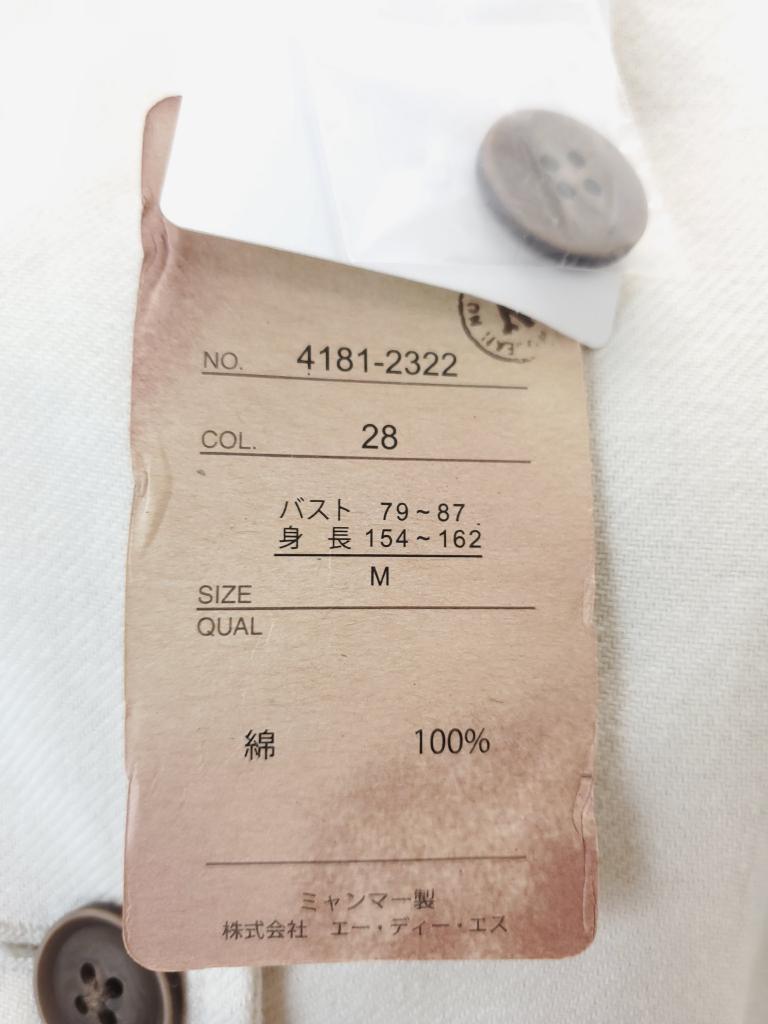 NO. 4181-2322
COL. 28
バスト 79~87
身 長 154~162
M
SIZE
QUAL
綿 100%
ミャンマー製
株式会社 エー・ディー・エス